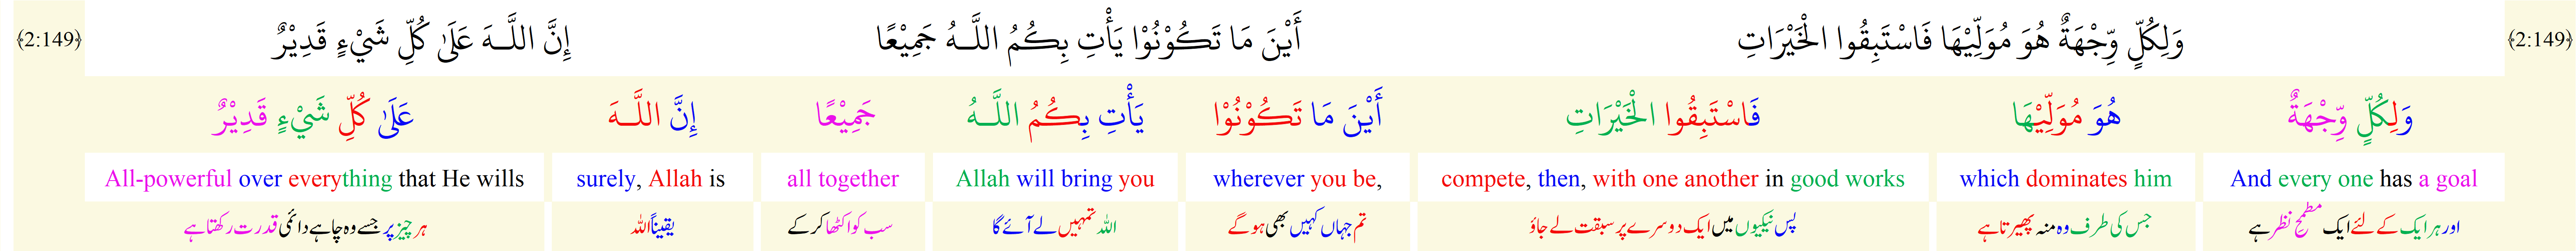 ﴿2:149﴾ وَلِكُلٍّ وِّجْهَةٌ هُوَ مُوَلِّيْهَا فَاسْتَبِقُوا الْخَيْرَاتِ أَيْنَ مَا تَكُوْنُوْا يَأْتِ بِكُمُ اللَّـهُ جَمِيْعًا إِنَّ اللَّـهَ عَلَىٰ كُلِّ شَيْءٍ قَدِيْرٌ ﴿2:149﴾
وَلِكُلٍّ وِّجْهَةٌ هُوَ مُوَلِّيْهَا فَاسْتَبِقُوا الْخَيْرَاتِ أَيْنَ مَا تَكُوْنُوْا يَأْتِ بِكُمُ اللَّـهُ جَمِيْعًا إِنَّ اللَّـهَ عَلَىٰ كُلِّ شَيْءٍ قَدِيْرٌ
And every one has a goal which dominates him compete, then, with one another in good works wherever you be, Allah will bring you all together surely, Allah is All-powerful over everything that He wills
اور ہر ایک کے لئے ایک مطمح نظر ہے جس کی طرف وہ منہ پھیرتا ہے پس نیکیوں میں ایک دوسرے پر سبقت لے جاؤ تم جہاں کہیں بھی ہو گے اللہ تمہیں لے آئے گا سب کو اکٹھا کر کے یقیناً اللہ ہر چیز پر جسے وہ چاہے دائمی قدرت رکھتا ہے